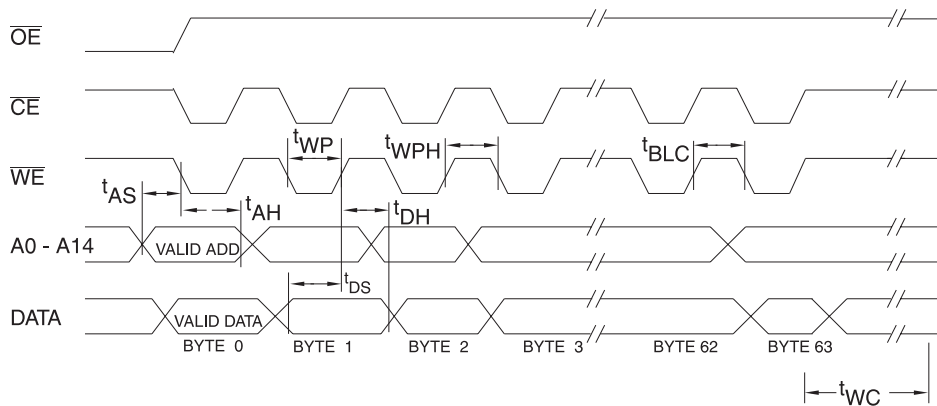 OE
CE
tWP
tWPH
tBLC
WE
tAS
tAH
tDH
A0 - A14
VALID ADD
tDS
DATA
VALID DATA
BYTE 0
BYTE 1
BYTE 2
BYTE 3
BYTE 62
BYTE 63
tWC